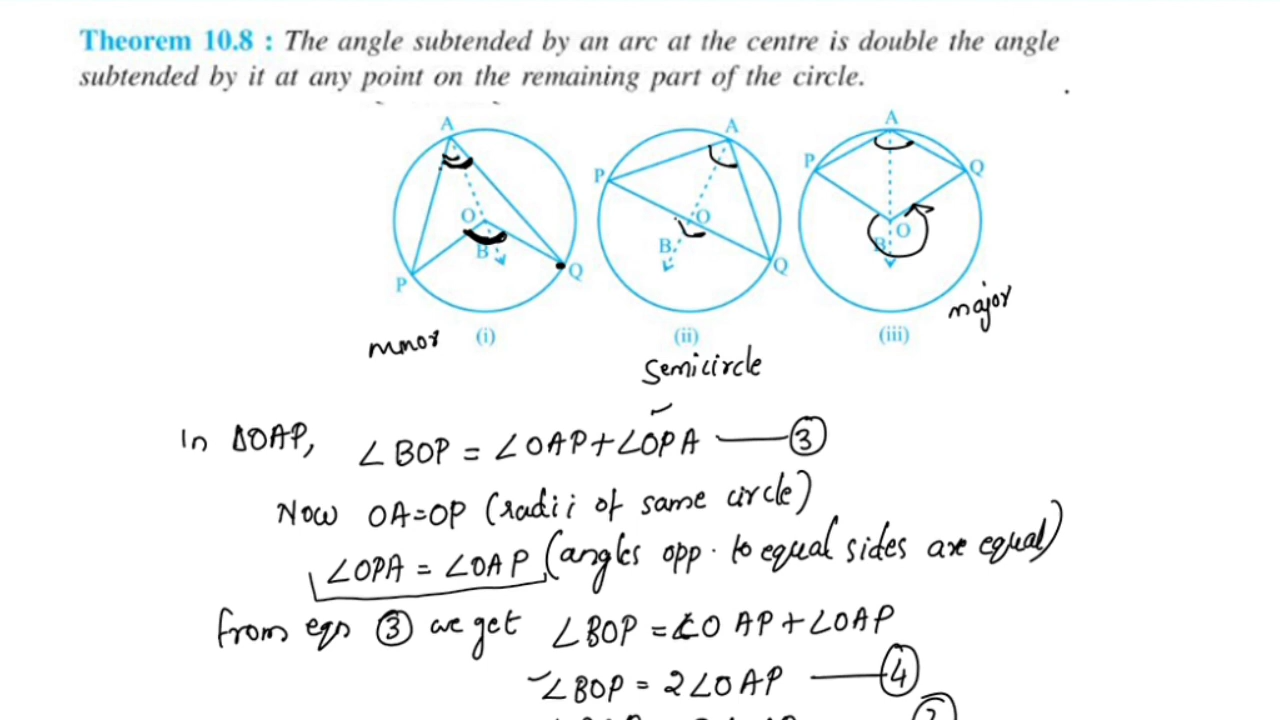 Theorem 10.8 : The angle subtended by an arc at the centre is double the angle
subtended by it at any point on the remaining part of the circle.
A A A
P P Q
O O O
B B B
P Q Q
(i) (ii) (iii)
minor semicircle major
In ΔOAP, ∠BOP = ∠OAP+∠OPA —— ③
Now OA=OP (radii of same circle)
∠OPA = ∠OAP (angles opp. to equal sides are equal)
from eqn ③ we get ∠BOP = ∠OAP+∠OAP
∠BOP = 2∠OAP —— ④